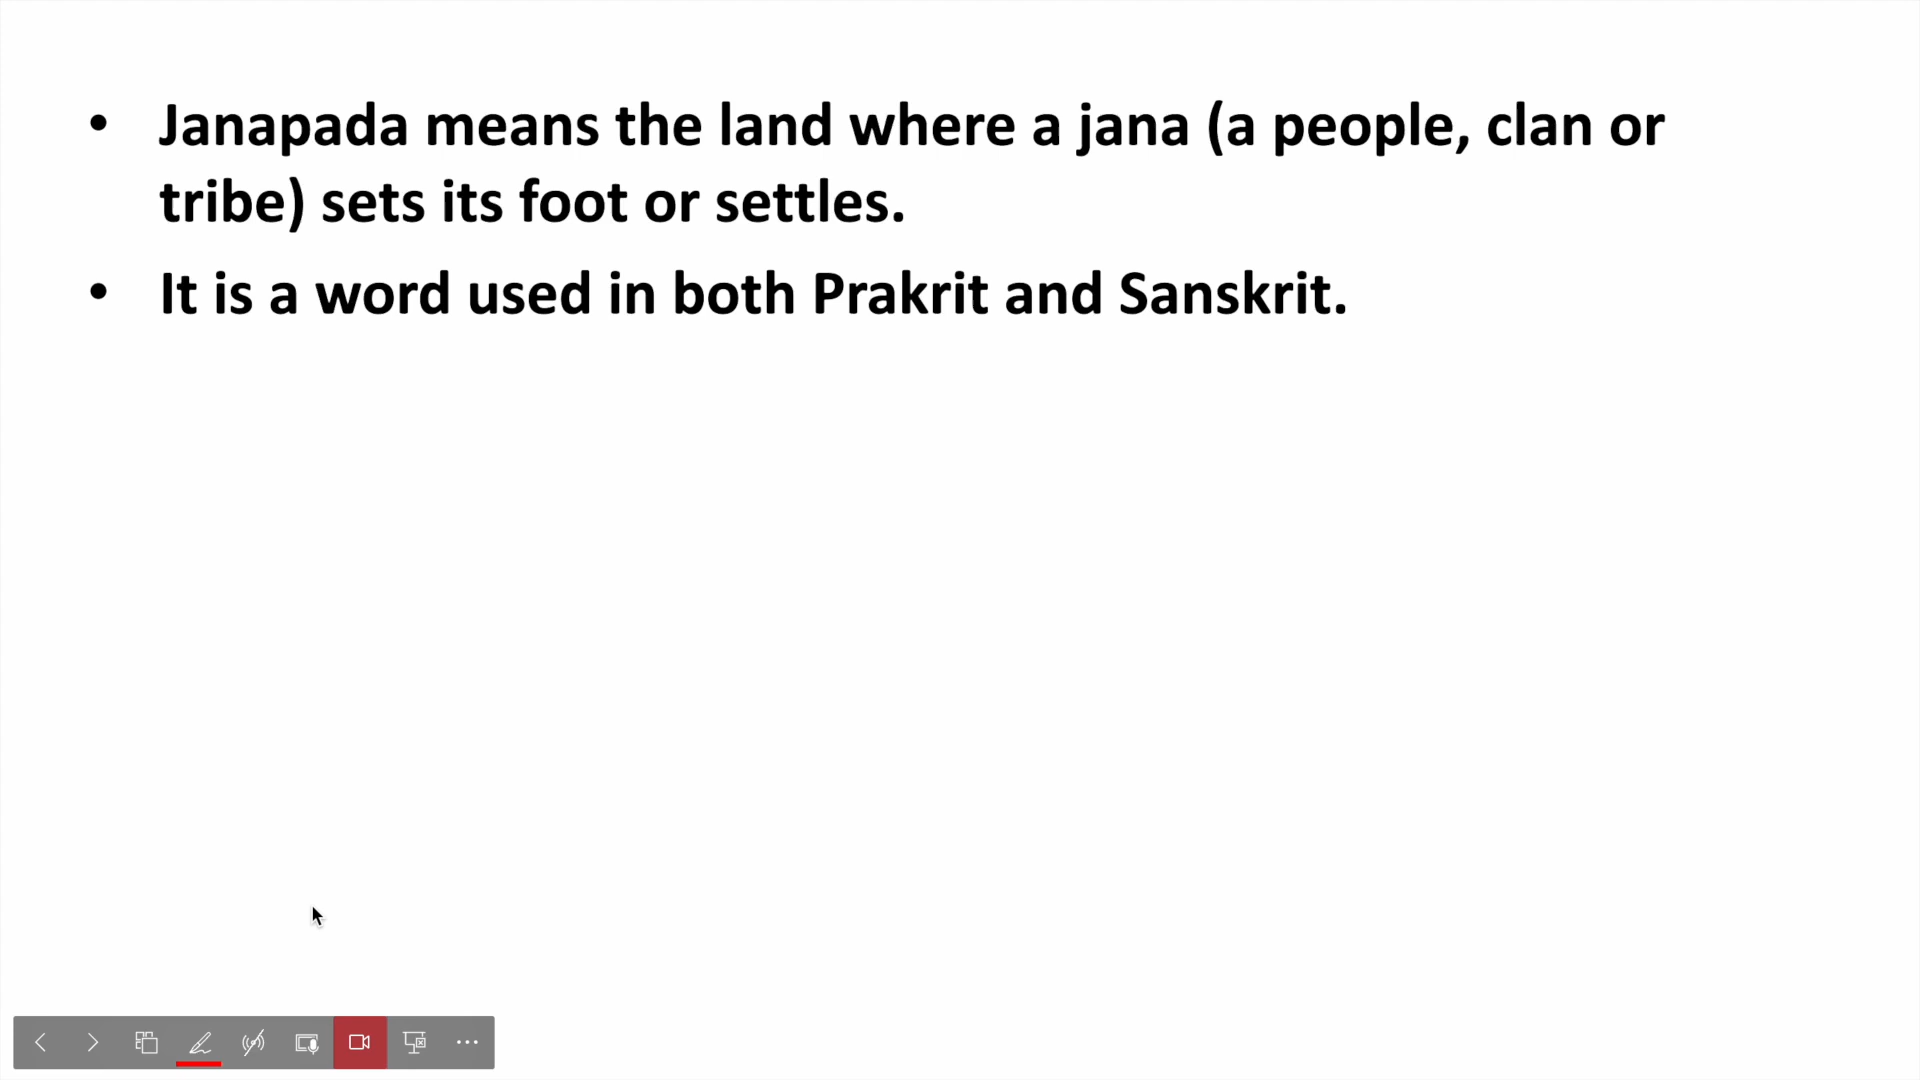 • Janapada means the land where a jana (a people, clan or
tribe) sets its foot or settles.
• It is a word used in both Prakrit and Sanskrit.